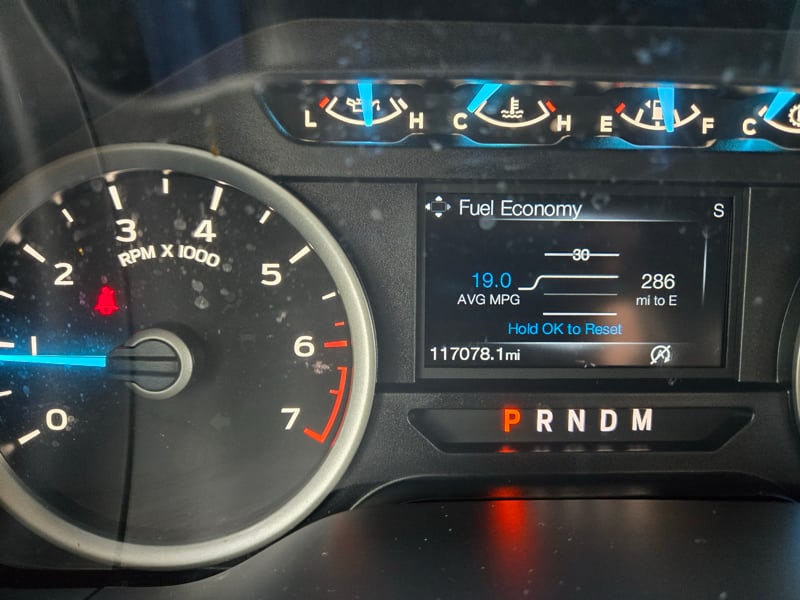 L H C H E F C
Fuel Economy S
30
19.0 286
AVG MPG mi to E
Hold OK to Reset
117078.1mi
0 1 2 3 4 5 6 7
RPM X 1000
P R N D M